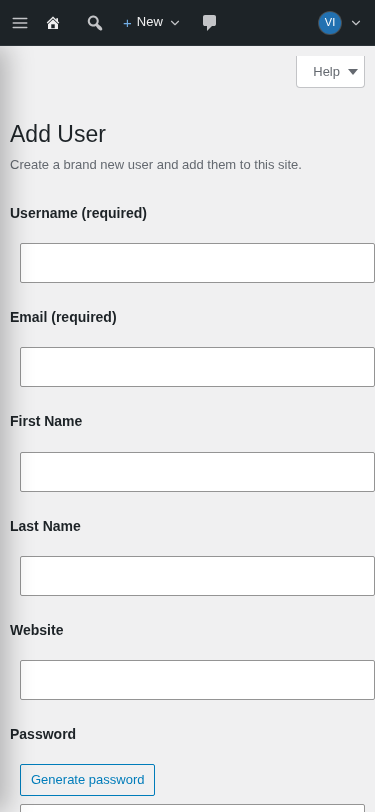 + New
VI
Help
Add User
Create a brand new user and add them to this site.
Username (required)
Email (required)
First Name
Last Name
Website
Password
Generate password